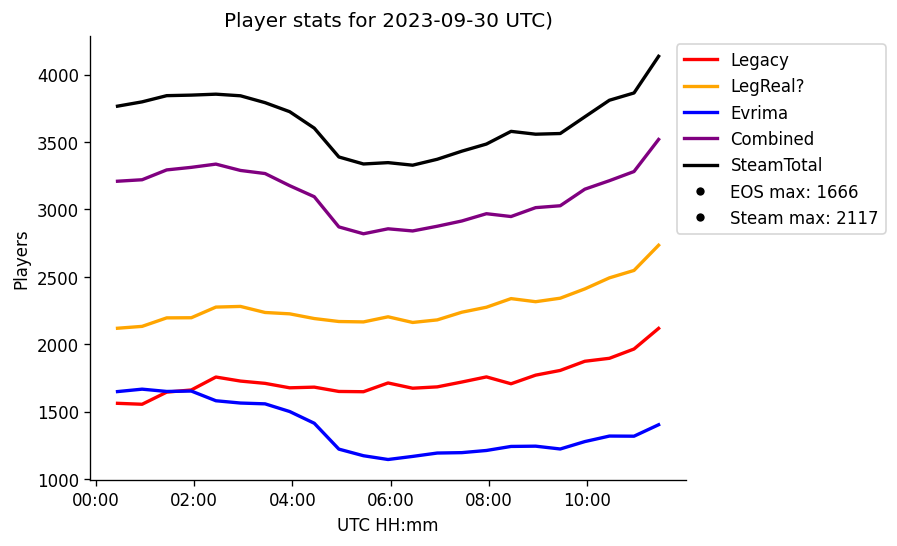 Player stats for 2023-09-30 UTC)
4000
3500
3000
2500
2000
1500
1000
Players
00:00 02:00 04:00 06:00 08:00 10:00
UTC HH:mm
Legacy
LegReal?
Evrima
Combined
SteamTotal
EOS max: 1666
Steam max: 2117